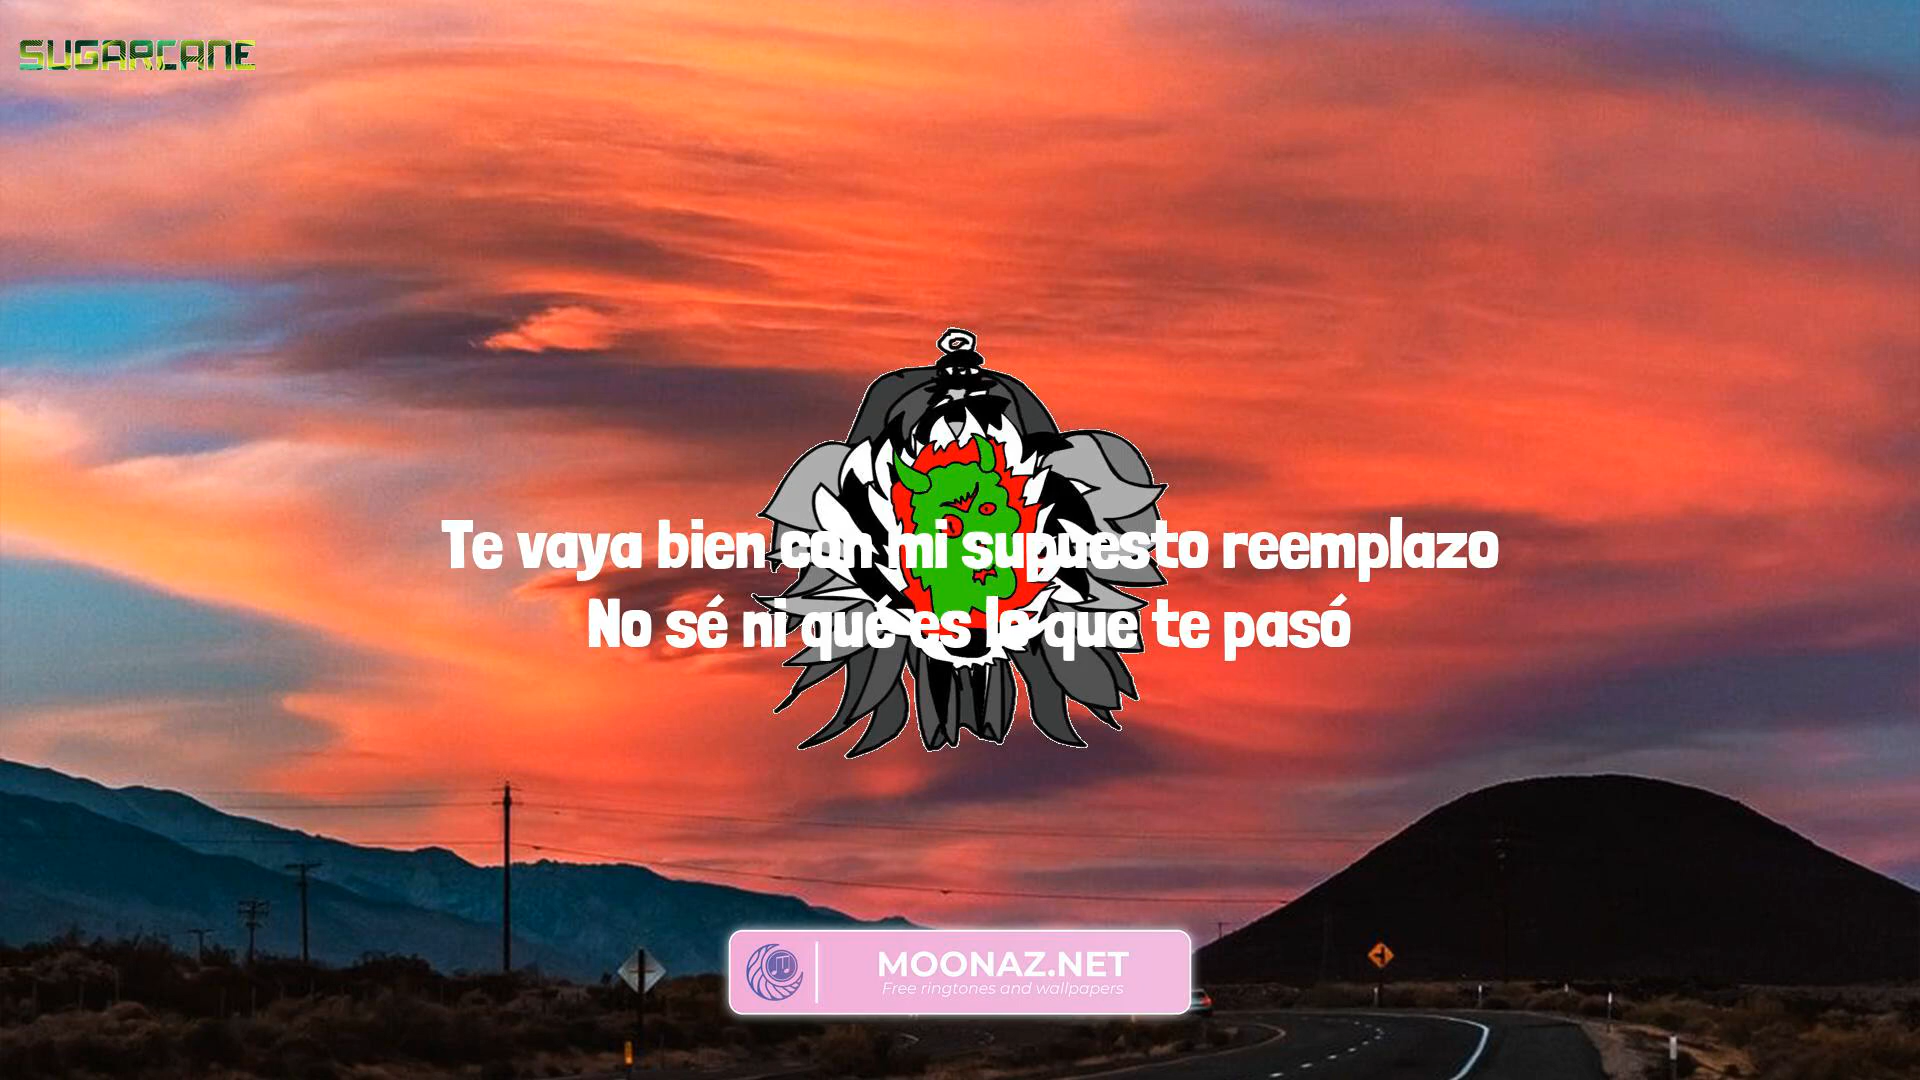 SUGARCANE
Te vaya bien con mi supuesto reemplazo
No sé ni qué es lo que te pasó
MOONAZ.NET
Free ringtones and wallpapers